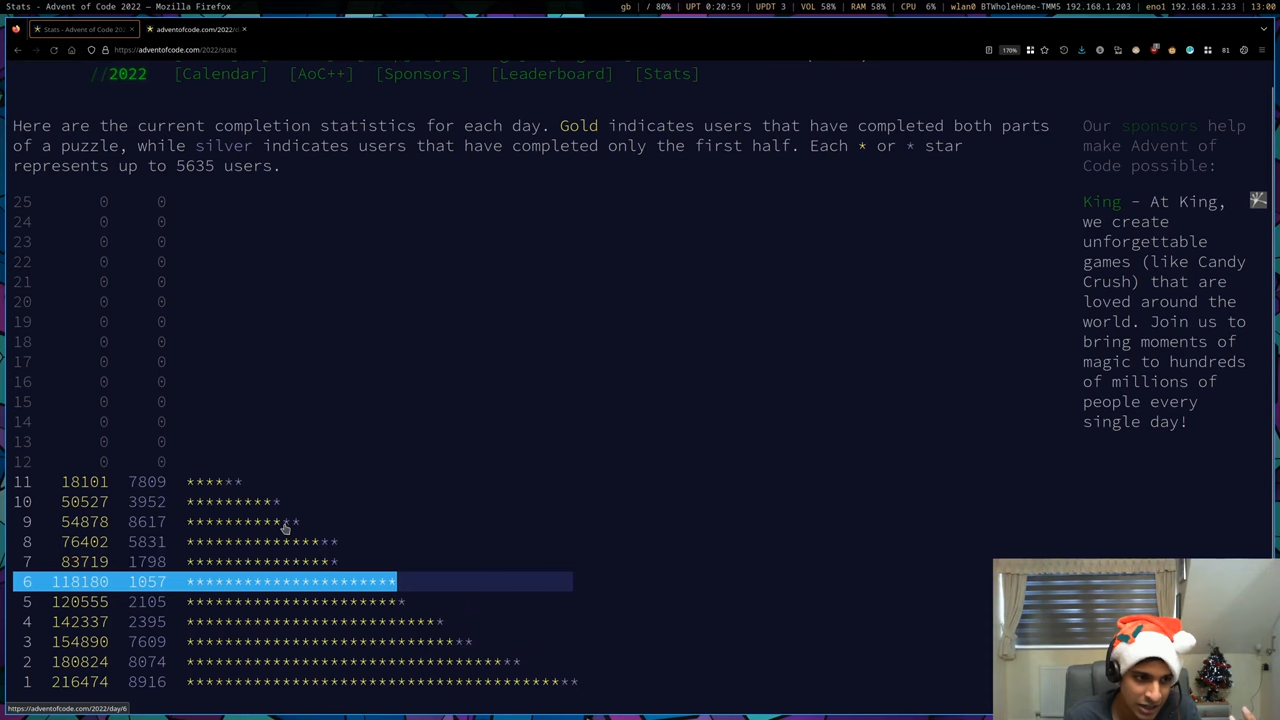 Stats - Advent of Code 2022 — Mozilla Firefox
gb | / 80% | UPT 0:20:59 | UPDT 3 | VOL 58% | RAM 58% | CPU 6% | wlan0 BTWholeHome-TMM5 192.168.1.203 | eno1 192.168.1.233 | 13:00
Stats - Advent of Code 202
adventofcode.com/2022/d
https://adventofcode.com/2022/stats
170%
81
//2022 [Calendar] [AoC++] [Sponsors] [Leaderboard] [Stats]
Here are the current completion statistics for each day. Gold indicates users that have completed both parts
of a puzzle, while silver indicates users that have completed only the first half. Each * or * star
represents up to 5635 users.
25 0 0
24 0 0
23 0 0
22 0 0
21 0 0
20 0 0
19 0 0
18 0 0
17 0 0
16 0 0
15 0 0
14 0 0
13 0 0
12 0 0
11 18101 7809 ******
10 50527 3952 **********
9 54878 8617 ************
8 76402 5831 ****************
7 83719 1798 ****************
6 118180 1057 **********************
5 120555 2105 ***********************
4 142337 2395 ***************************
3 154890 7609 ******************************
2 180824 8074 ***********************************
1 216474 8916 *****************************************
Our sponsors help
make Advent of
Code possible:
King - At King,
we create
unforgettable
games (like Candy
Crush) that are
loved around the
world. Join us to
bring moments of
magic to hundreds
of millions of
people every
single day!
https://adventofcode.com/2022/day/6